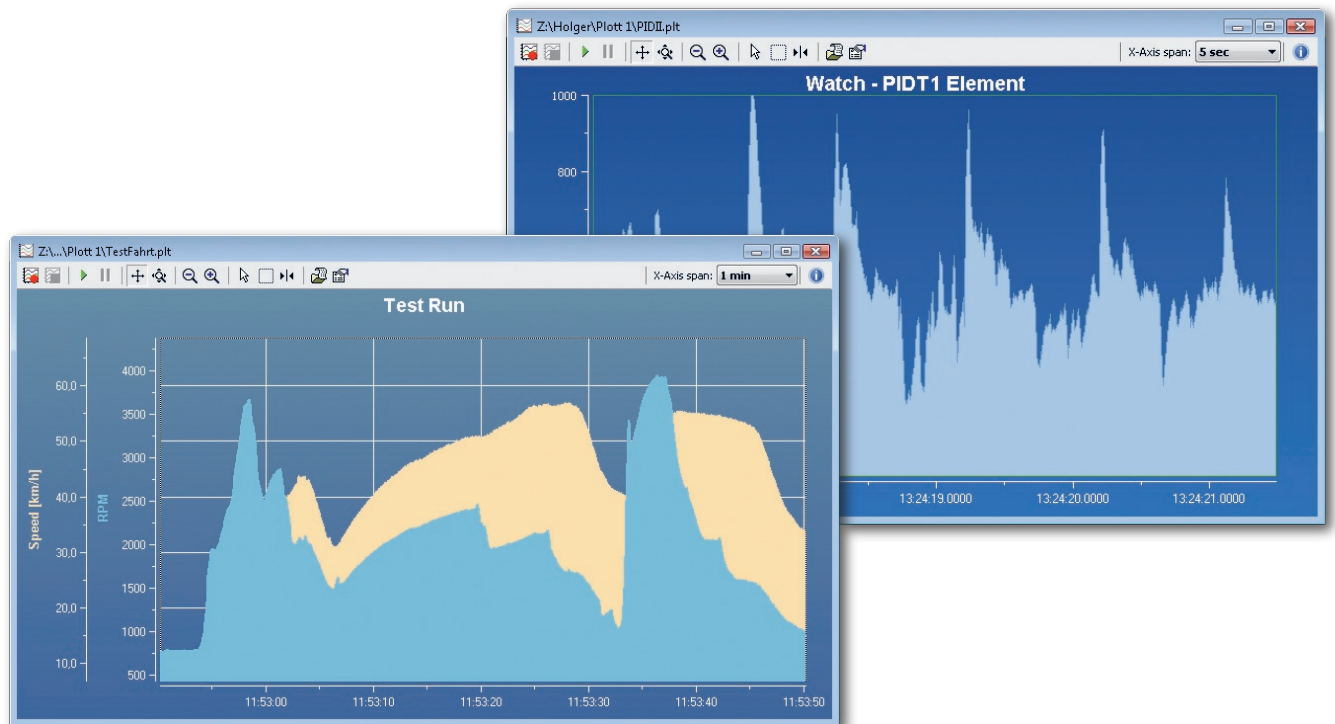 Z:\Holger\Plott 1\PIDII.plt
X-Axis span: 5 sec
Watch - PIDT1 Element
1000
800
13:24:19.0000 13:24:20.0000 13:24:21.0000
Z:\...\Plott 1\TestFahrt.plt
X-Axis span: 1 min
Test Run
Speed [km/h]
60,0
50,0
40,0
30,0
20,0
10,0
RPM
4000
3500
3000
2500
2000
1500
1000
500
11:53:00 11:53:10 11:53:20 11:53:30 11:53:40 11:53:50